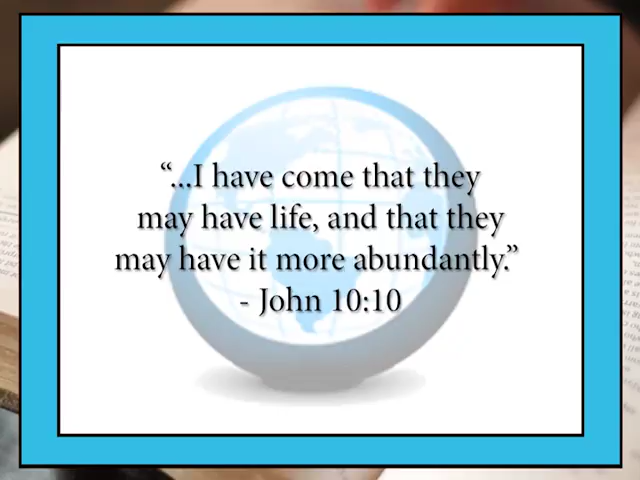 “...I have come that they
may have life, and that they
may have it more abundantly.”
- John 10:10